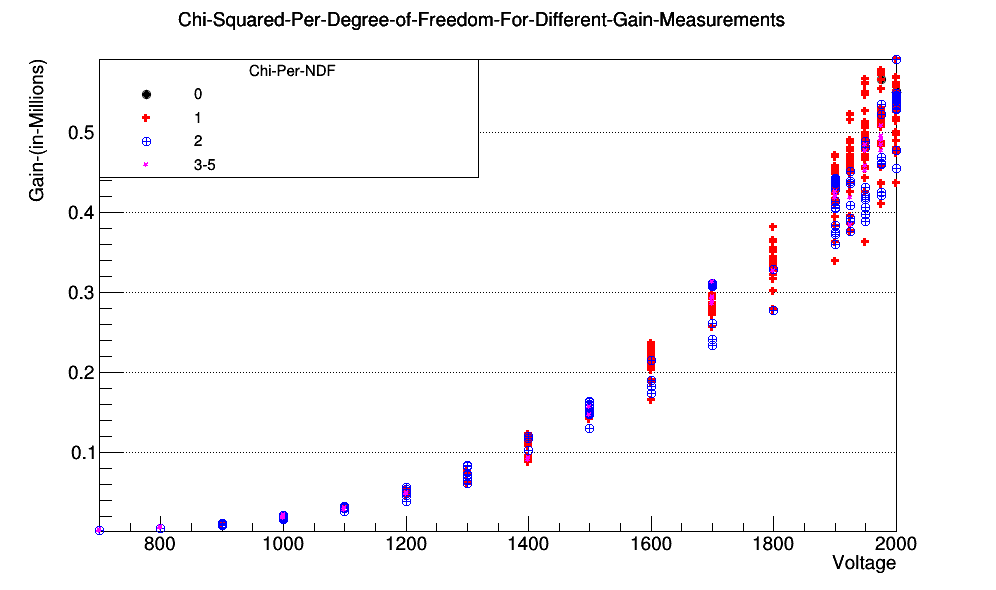 Chi-Squared-Per-Degree-of-Freedom-For-Different-Gain-Measurements
Gain-(in-Millions)
Chi-Per-NDF
0
1
2
3-5
0.5
0.4
0.3
0.2
0.1
800 1000 1200 1400 1600 1800 2000
Voltage